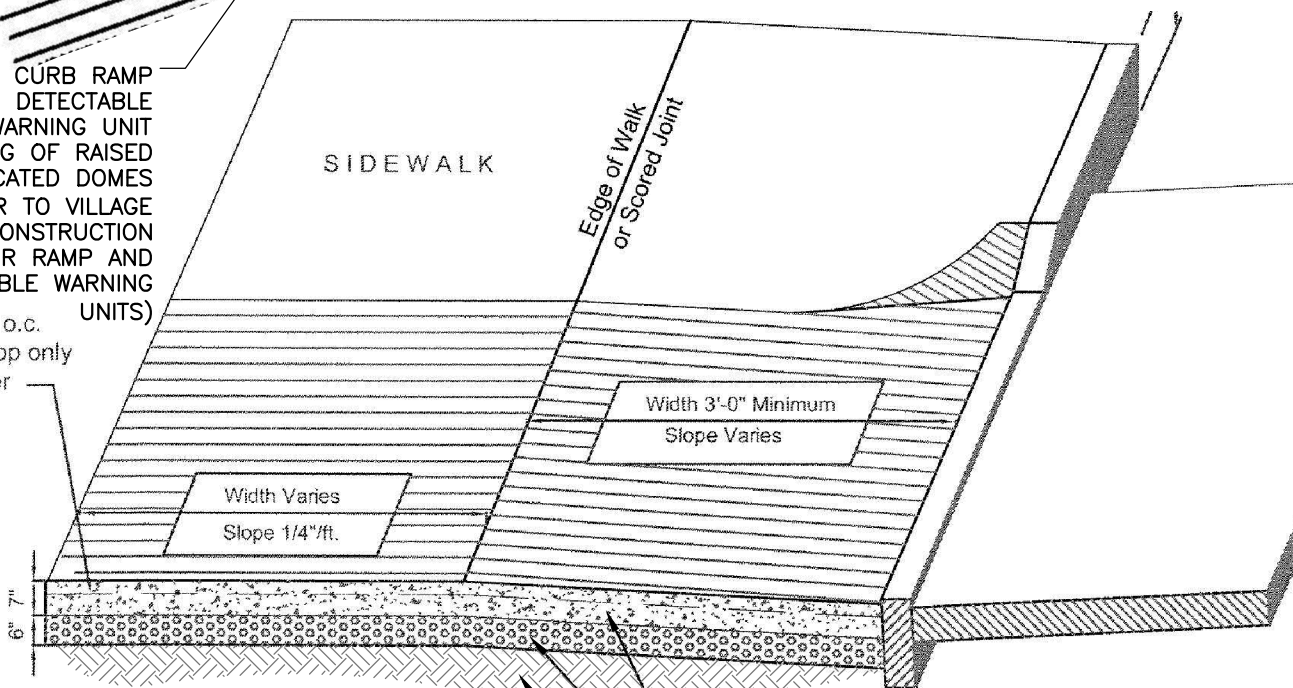 CURB RAMP
DETECTABLE
WARNING UNIT
OF RAISED
DOMES
TO VILLAGE
CONSTRUCTION
RAMP AND
WARNING
UNITS)
o.c.
only
SIDEWALK
Edge of Walk
or Scored Joint
Width 3'-0" Minimum
Slope Varies
Width Varies
Slope 1/4"/ft.
7"
6"